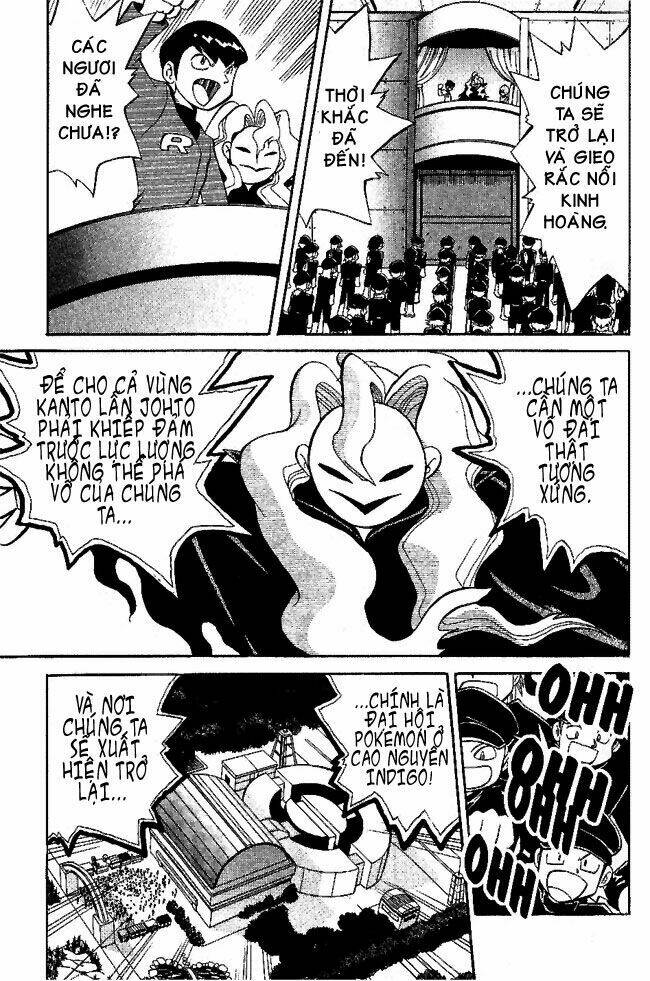 CÁC
NGƯƠI
ĐÃ
NGHE
CHƯA!?
R
THỜI
KHẮC
ĐÃ
ĐẾN!
CHÚNG
TA SẼ
TRỞ LẠI
VÀ GIEO
RẮC NỖI
KINH
HOÀNG.
ĐỂ CHO CẢ VÙNG
KANTO LẪN JOHTO
PHẢI KHIẾP ĐẢM
TRƯỚC LỰC LƯỢNG
KHÔNG THỂ PHÁ
VỠ CỦA CHÚNG
TA...
...CHÚNG TA
CẦN MỘT
VÕ ĐÀI
THẬT
TƯƠNG
XỨNG.
VÀ NƠI
CHÚNG TA
SẼ XUẤT
HIỆN TRỞ
LẠI...
...CHÍNH LÀ
ĐẠI HỘI
POKEMON Ở
CAO NGUYÊN
INDIGO!
OHH
OHH
OHH
OHH